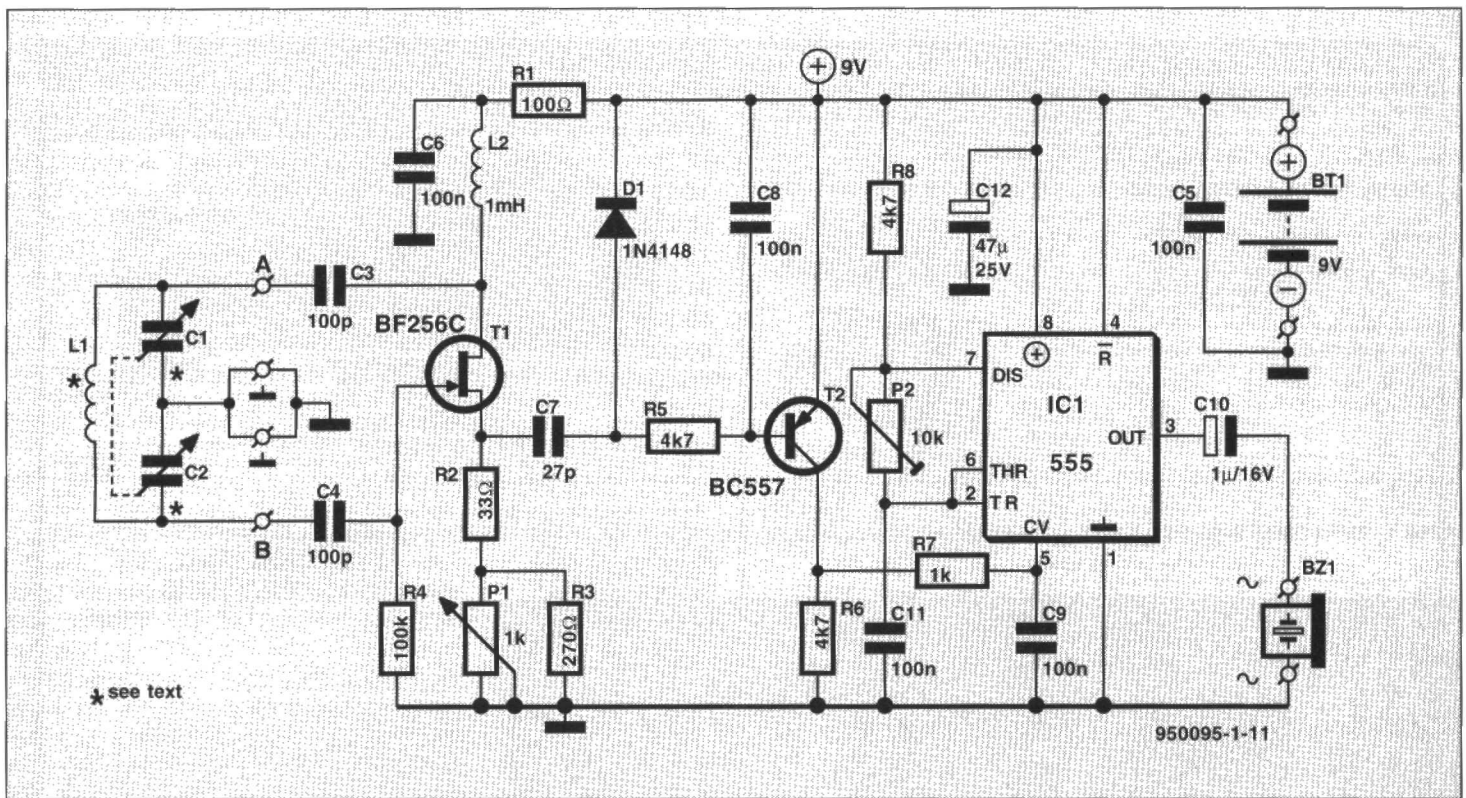 9V
R1
100Ω
C6
100n
L2
1mH
D1
1N4148
C8
100n
R8
4k7
C12
47µ
25V
C5
100n
BT1
9V
A
C3
100p
BF256C
T1
L1
*
C1
*
C2
*
B
C4
100p
C7
27p
R5
4k7
T2
BC557
P2
10k
8
4
R
7
DIS
IC1
555
OUT
3
C10
1µ/16V
6
THR
2
TR
CV
5
1
R2
33Ω
R4
100k
P1
1k
R3
270Ω
R7
1k
R6
4k7
C11
100n
C9
100n
BZ1
~
~
* see text
950095-1-11